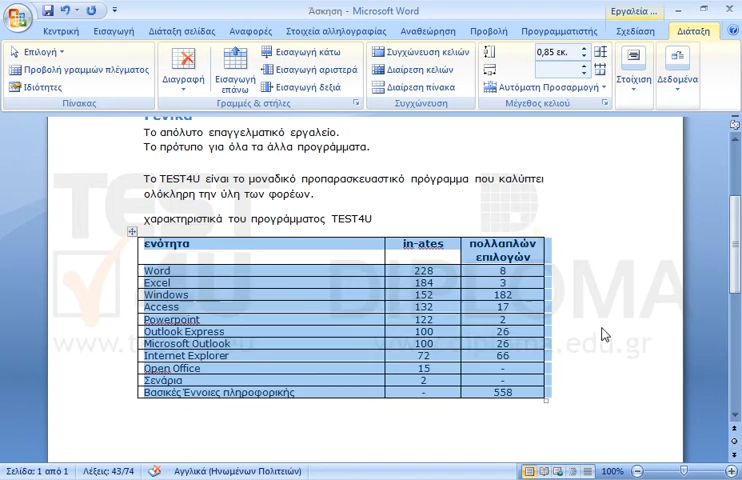 Άσκηση - Microsoft Word
Εργαλεία ...
Κεντρική Εισαγωγή Διάταξη σελίδας Αναφορές Στοιχεία αλληλογραφίας Αναθεώρηση Προβολή Προγραμματιστής Σχεδίαση Διάταξη
Επιλογή
Προβολή γραμμών πλέγματος
Ιδιότητες
Πίνακας
Διαγραφή
Εισαγωγή επάνω
Εισαγωγή κάτω
Εισαγωγή αριστερά
Εισαγωγή δεξιά
Γραμμές & στήλες
Συγχώνευση κελιών
Διαίρεση κελιών
Διαίρεση πίνακα
Συγχώνευση
0,85 εκ.
Αυτόματη Προσαρμογή
Μέγεθος κελιού
Στοίχιση
Δεδομένα
Γενικά
Το απόλυτο επαγγελματικό εργαλείο.
Το πρότυπο για όλα τα άλλα προγράμματα.
Το TEST4U είναι το μοναδικό προπαρασκευαστικό πρόγραμμα που καλύπτει
ολόκληρη την ύλη των φορέων.
χαρακτηριστικά του προγράμματος TEST4U
ενότητα in-ates πολλαπλών
επιλογών
Word 228 8
Excel 184 3
Windows 152 182
Access 132 17
Powerpoint 122 2
Outlook Express 100 26
Microsoft Outlook 100 26
Internet Explorer 72 66
Open Office 15 -
Σενάρια 2 -
Βασικές Έννοιες πληροφορικής - 558
TEST 4U
DIPLOMA
Σελίδα: 1 από 1 Λέξεις: 43/74 Αγγλικά (Ηνωμένων Πολιτειών) 100%